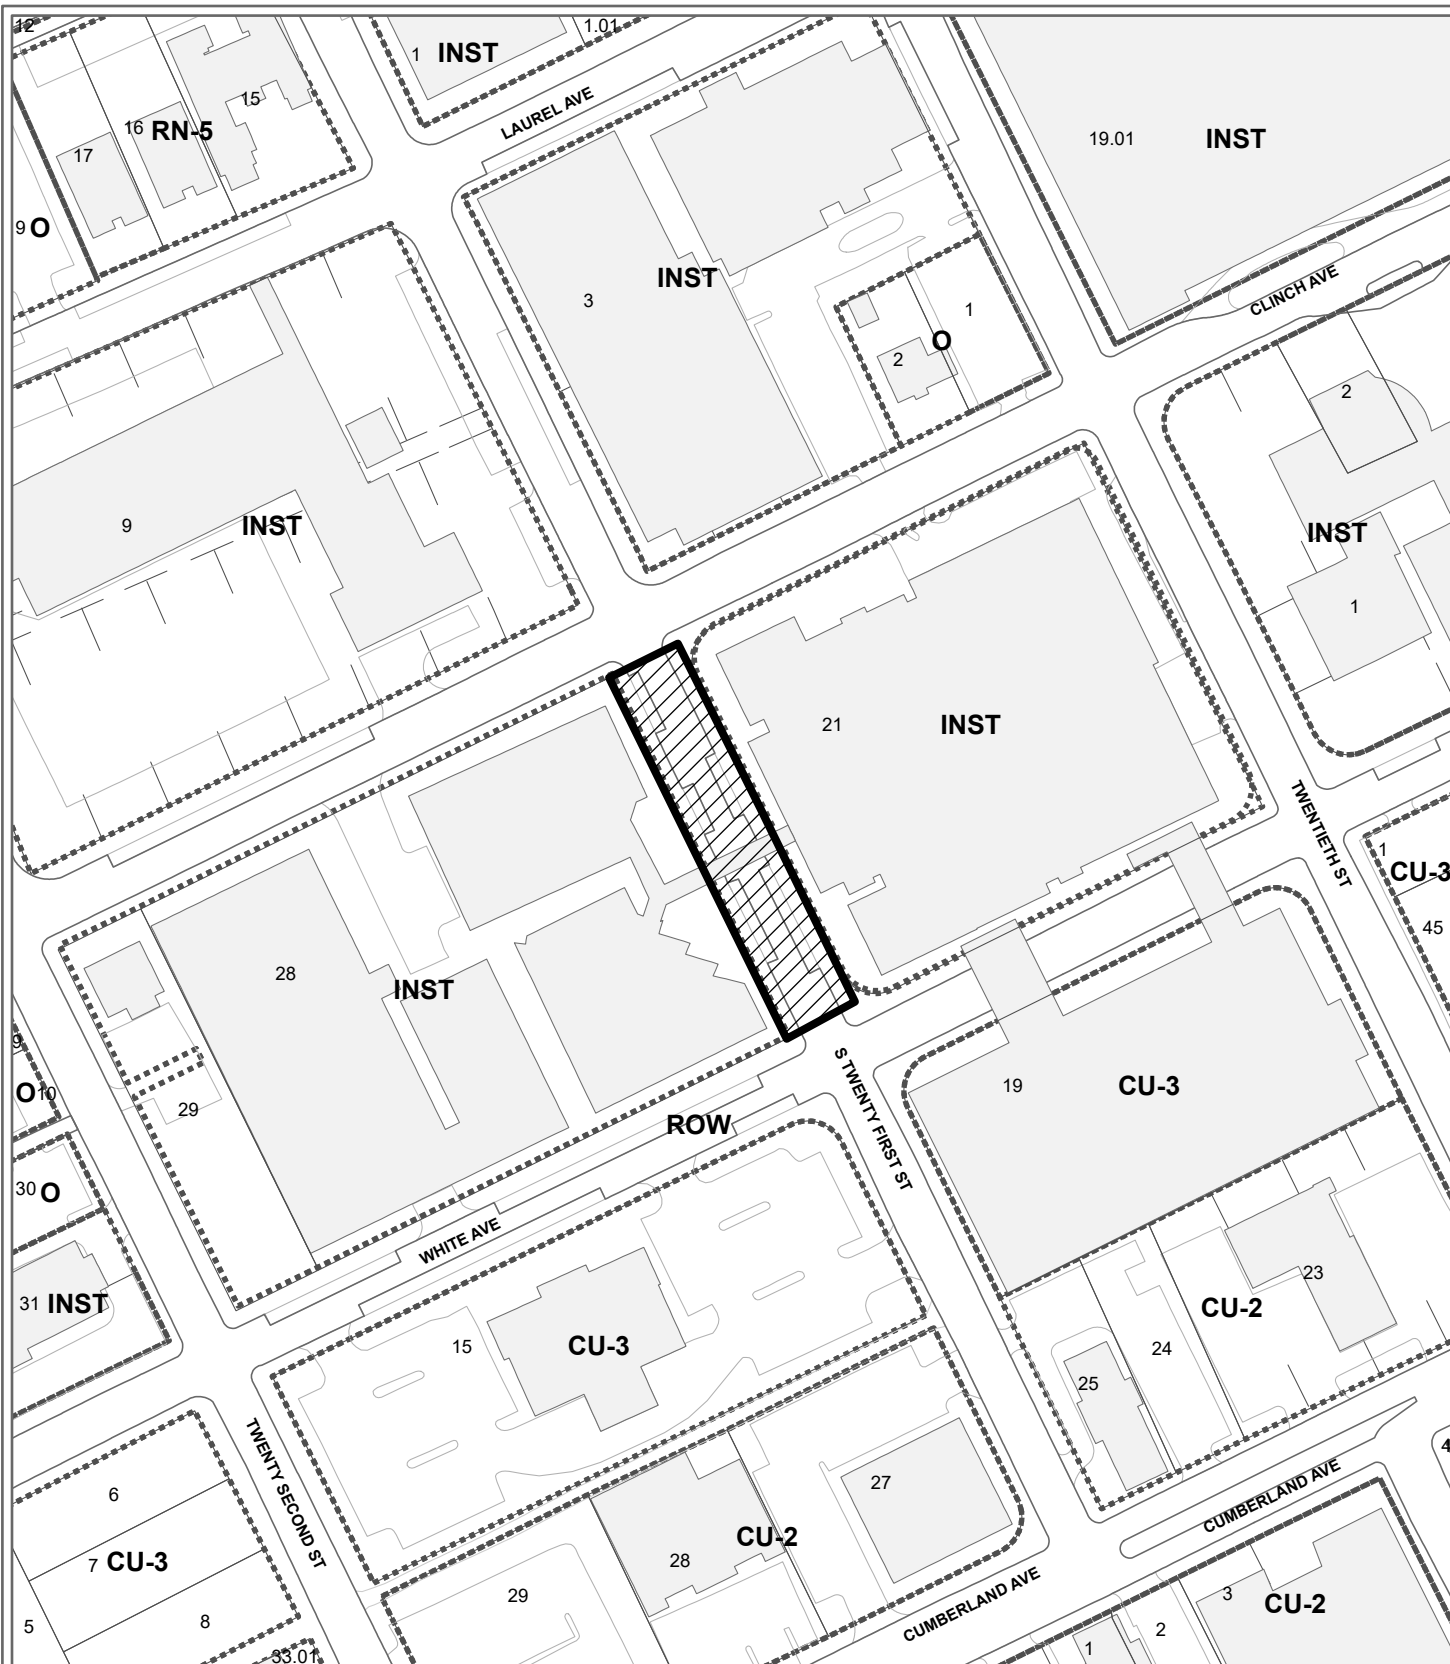 12
1
INST
1.01
LAUREL AVE
15
16
RN-5
17
19.01
INST
9
O
INST
3
CLINCH AVE
1
O
2
2
9
INST
INST
1
21
INST
TWENTIETH ST
1
CU-3
45
28
INST
9
O
10
29
S TWENTY FIRST ST
19
CU-3
ROW
30
O
WHITE AVE
31
INST
23
CU-2
15
CU-3
24
25
4
TWENTY SECOND ST
27
6
CUMBERLAND AVE
CU-2
7
CU-3
28
29
CUMBERLAND AVE
3
CU-2
5
8
2
1
33.01